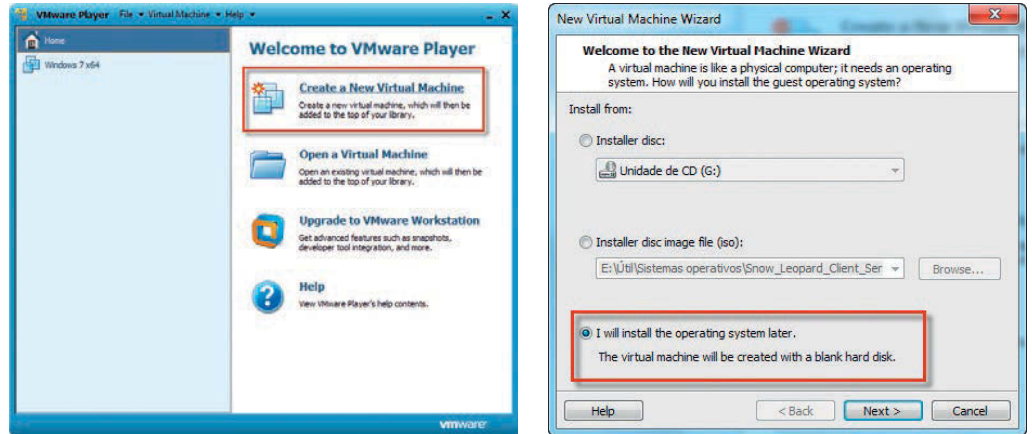 VMware Player File Virtual Machine Help
Home
Windows 7 x64
Welcome to VMware Player
Create a New Virtual Machine
Create a new virtual machine, which will then be
added to the top of your library.
Open a Virtual Machine
Open an existing virtual machine, which will then be
added to the top of your library.
Upgrade to VMware Workstation
Get advanced features such as snapshots,
developer tool integration, and more.
Help
View VMware Player's help contents.
vmware
New Virtual Machine Wizard
Welcome to the New Virtual Machine Wizard
A virtual machine is like a physical computer; it needs an operating
system. How will you install the guest operating system?
Install from:
Installer disc:
Unidade de CD (G:)
Installer disc image file (iso):
E:\Útil\Sistemas operativos\Snow_Leopard_Client_Ser
Browse...
I will install the operating system later.
The virtual machine will be created with a blank hard disk.
Help
< Back
Next >
Cancel